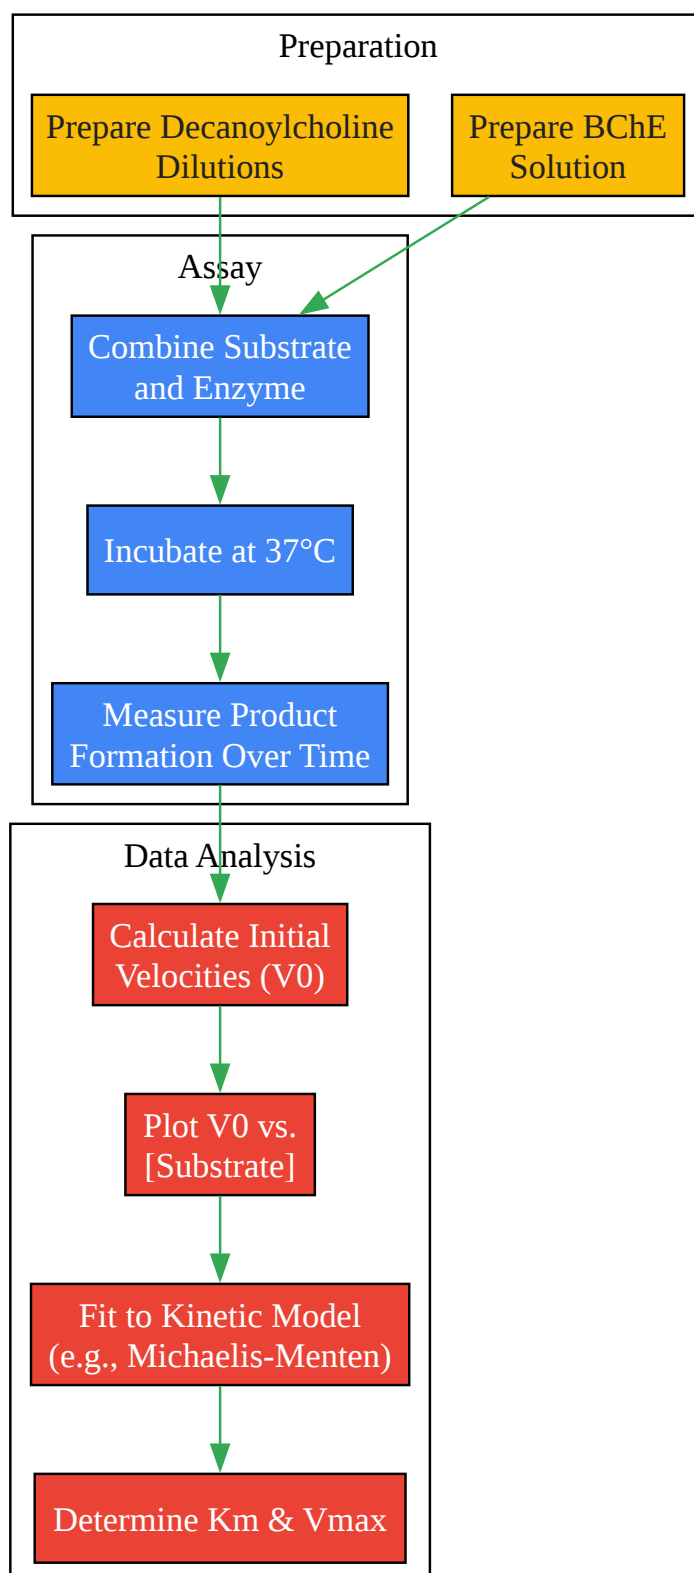 Preparation
Prepare Decanoylcholine
Dilutions
Prepare BChE
Solution
Assay
Combine Substrate
and Enzyme
Incubate at 37°C
Measure Product
Formation Over Time
Data Analysis
Calculate Initial
Velocities (V0)
Plot V0 vs.
[Substrate]
Fit to Kinetic Model
(e.g., Michaelis-Menten)
Determine Km & Vmax